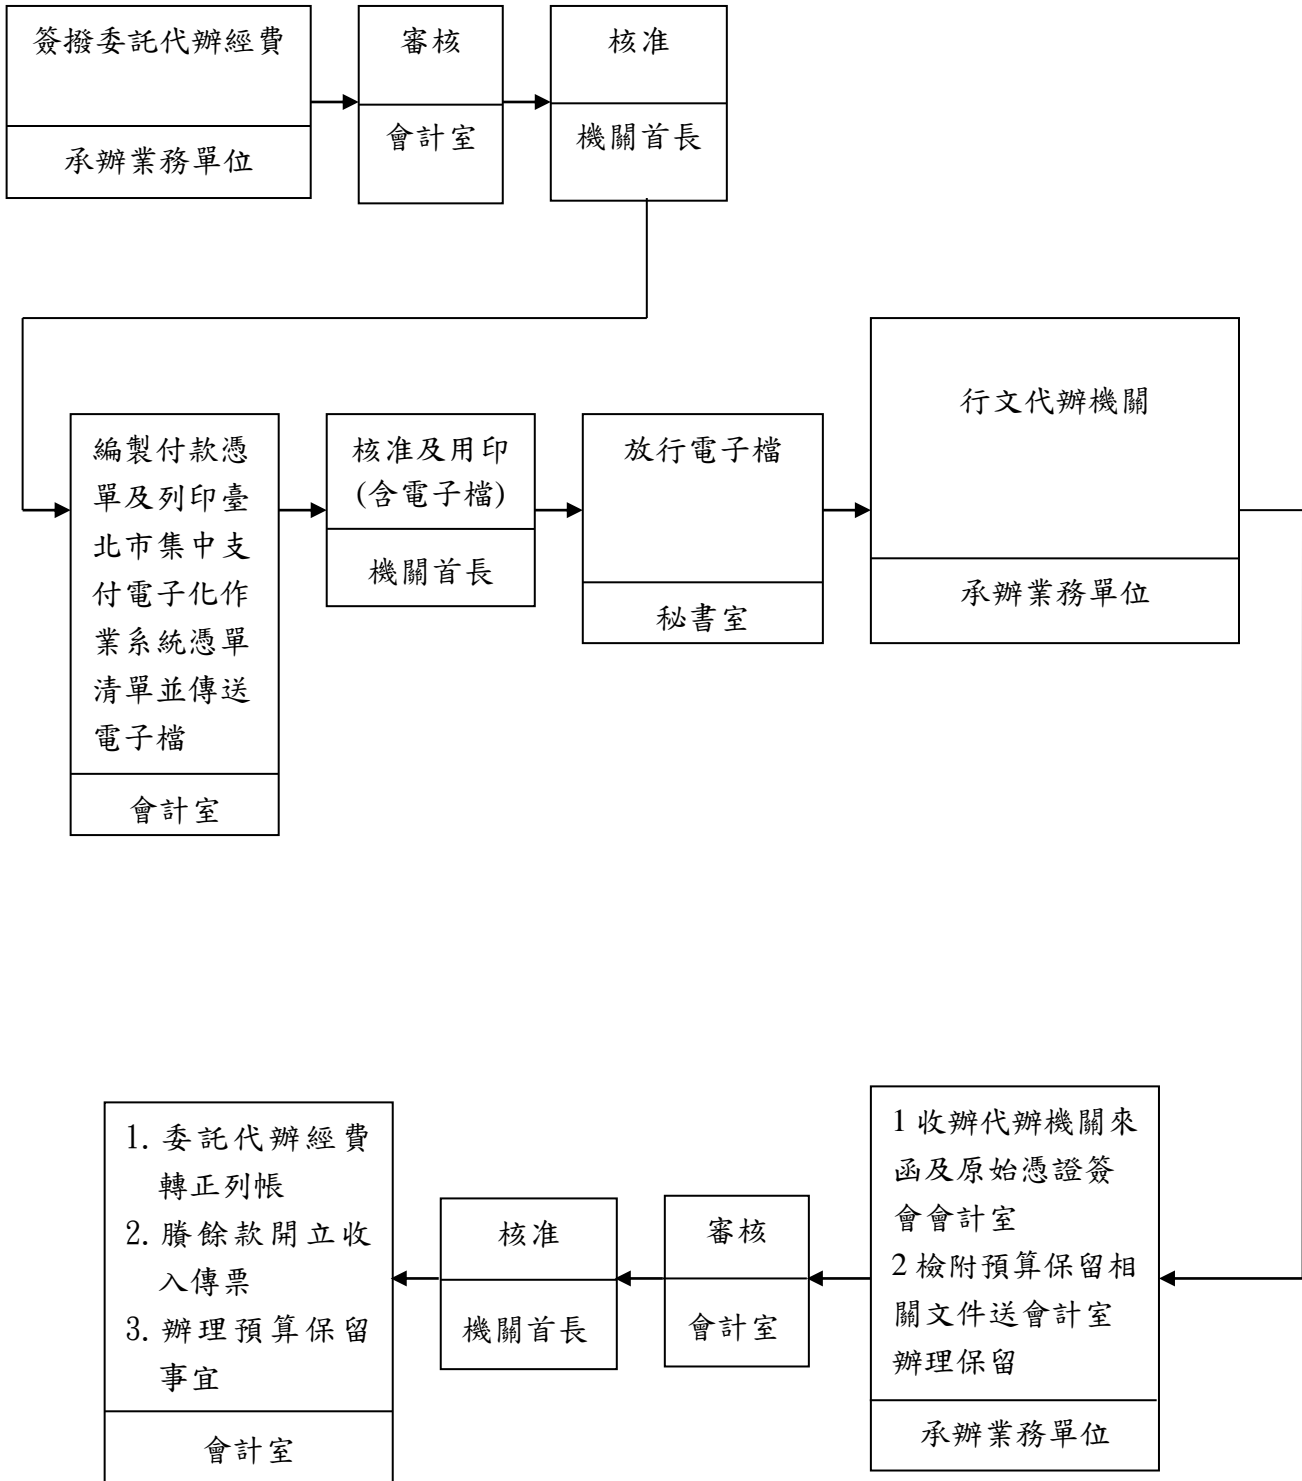 簽撥委託代辦經費
承辦業務單位
審核
會計室
核准
機關首長
編製付款憑
單及列印臺
北市集中支
付電子化作
業系統憑單
清單並傳送
電子檔
會計室
核准及用印
(含電子檔)
機關首長
放行電子檔
秘書室
行文代辦機關
承辦業務單位
1 收辦代辦機關來
函及原始憑證簽
會會計室
2 檢附預算保留相
關文件送會計室
辦理保留
承辦業務單位
審核
會計室
核准
機關首長
1. 委託代辦經費
轉正列帳
2. 賸餘款開立收
入傳票
3. 辦理預算保留
事宜
會計室